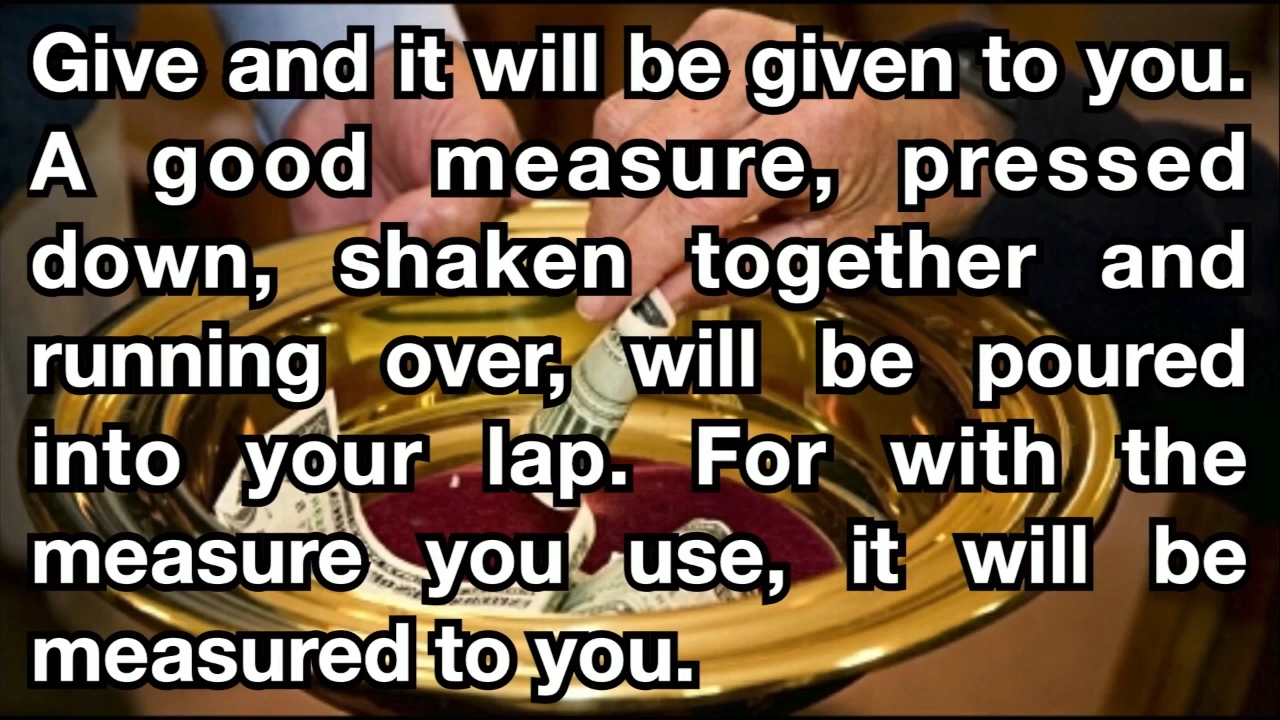 Give and it will be given to you.
A good measure, pressed
down, shaken together and
running over, will be poured
into your lap. For with the
measure you use, it will be
measured to you.